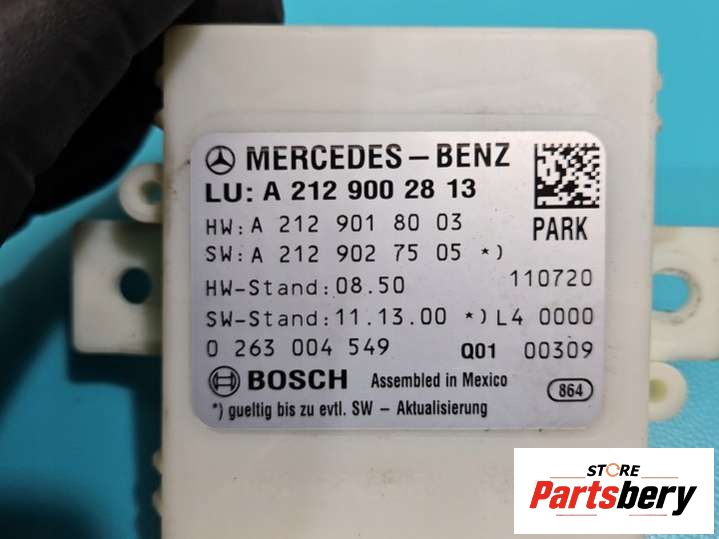 MERCEDES-BENZ
LU: A 212 900 28 13
HW: A 212 901 80 03
PARK
SW: A 212 902 75 05 *)
HW-Stand: 08.50
110720
SW-Stand: 11.13.00 *) L4 0000
0 263 004 549 Q01 00309
BOSCH Assembled in Mexico 864
*) gueltig bis zu evtl. SW - Aktualisierung
STORE
Partsbery